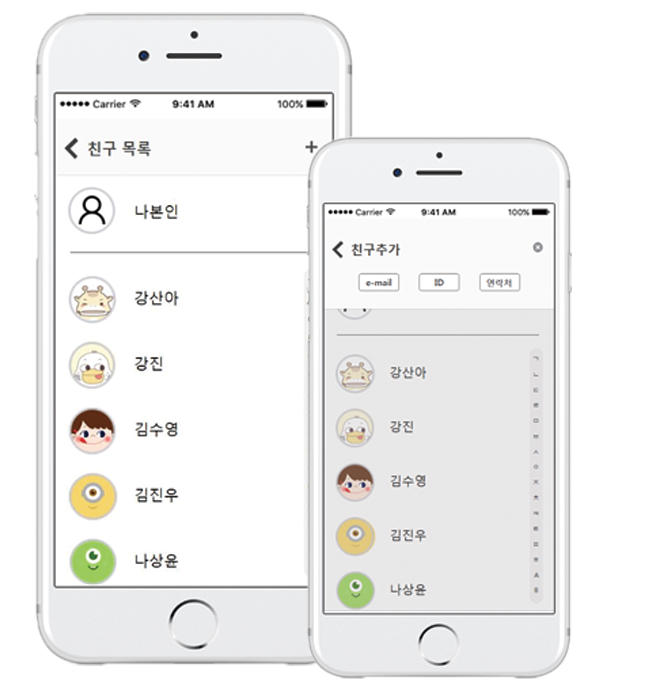 Carrier 9:41 AM 100%
친구 목록
+
나본인
강산아
강진
김수영
김진우
나상윤
Carrier 9:41 AM 100%
친구추가
e-mail ID 연락처
강산아
강진
김수영
김진우
나상윤
ㄱ
ㄴ
ㄷ
ㄹ
ㅁ
ㅂ
ㅅ
ㅇ
ㅈ
ㅊ
ㅋ
ㅌ
ㅍ
ㅎ
A